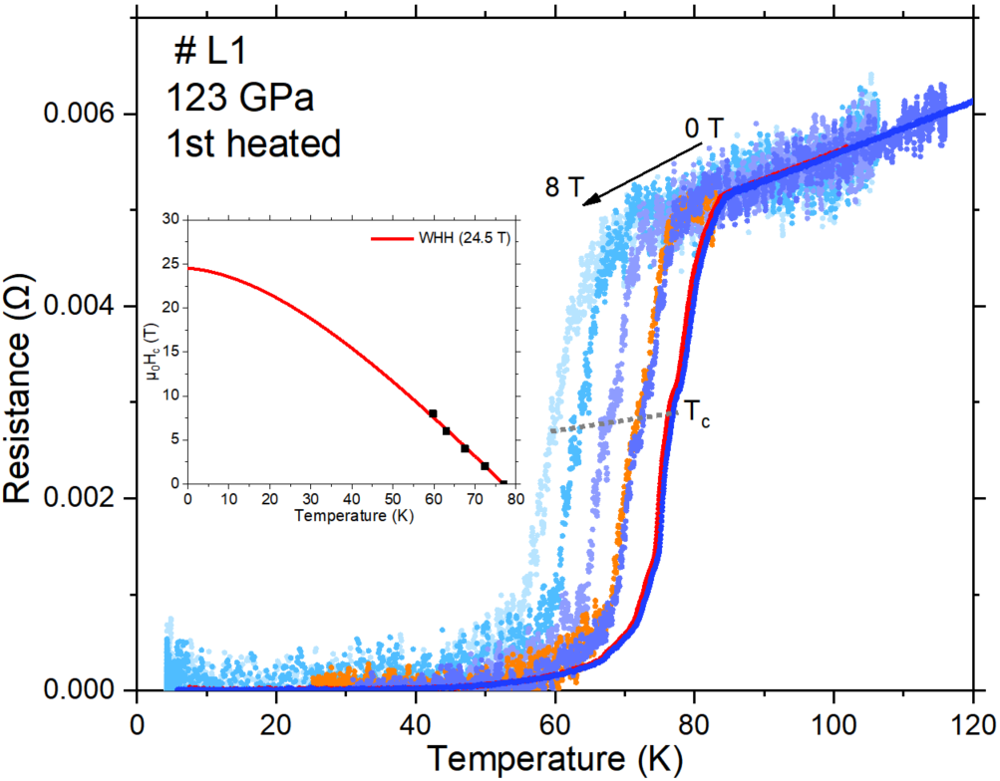 # L1
123 GPa
1st heated
0 T
8 T
Tc
Resistance (Ω)
0.006
0.004
0.002
0.000
0 20 40 60 80 100 120
Temperature (K)
WHH (24.5 T)
μ0Hc (T)
30
25
20
15
10
5
0
0 10 20 30 40 50 60 70 80
Temperature (K)